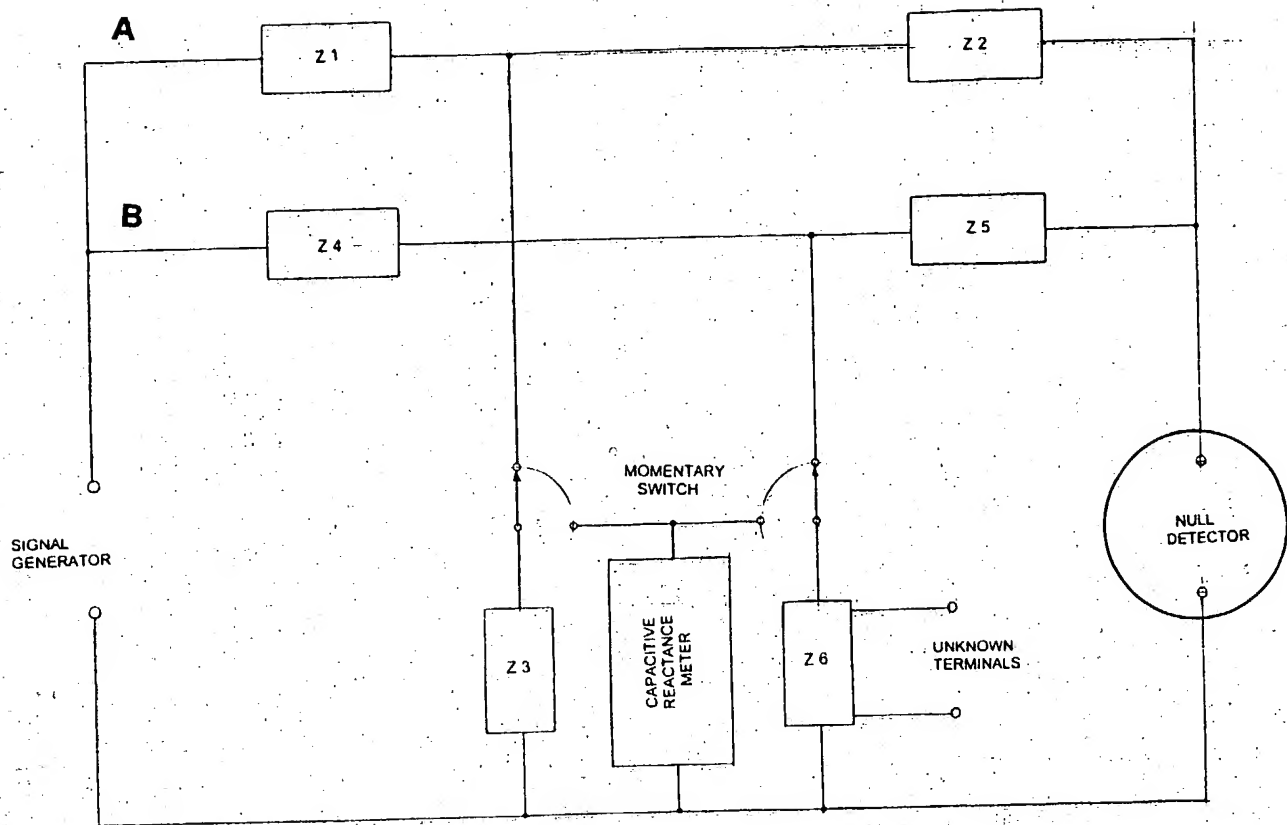 A
Z 1
Z 2
B
Z 4
Z 5
MOMENTARY
SWITCH
SIGNAL
GENERATOR
NULL
DETECTOR
Z 3
CAPACITIVE
REACTANCE
METER
Z 6
UNKNOWN
TERMINALS